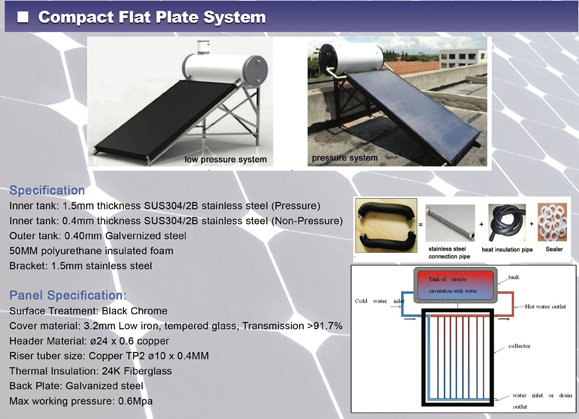 Compact Flat Plate System
low pressure system
pressure system
Specification
Inner tank: 1.5mm thickness SUS304/2B stainless steel (Pressure)
Inner tank: 0.4mm thickness SUS304/2B stainless steel (Non-Pressure)
Outer tank: 0.40mm Galvernized steel
50MM polyurethane insulated foam
Bracket: 1.5mm stainless steel
= + +
stainless steel
connection pipe
heat insulation pipe
Sealer
Panel Specification:
Surface Treatment: Black Chrome
Cover material: 3.2mm Low iron, tempered glass, Transmission >91.7%
Header Material: ø24 x 0.6 copper
Riser tuber size: Copper TP2 ø10 x 0.4MM
Thermal Insulation: 24K Fiberglass
Back Plate: Galvanized steel
Max working pressure: 0.6Mpa
Tank of directe
circulation with water
tank
Cold water inlet
Hot water outlet
collector
water inlet or drain
outlet